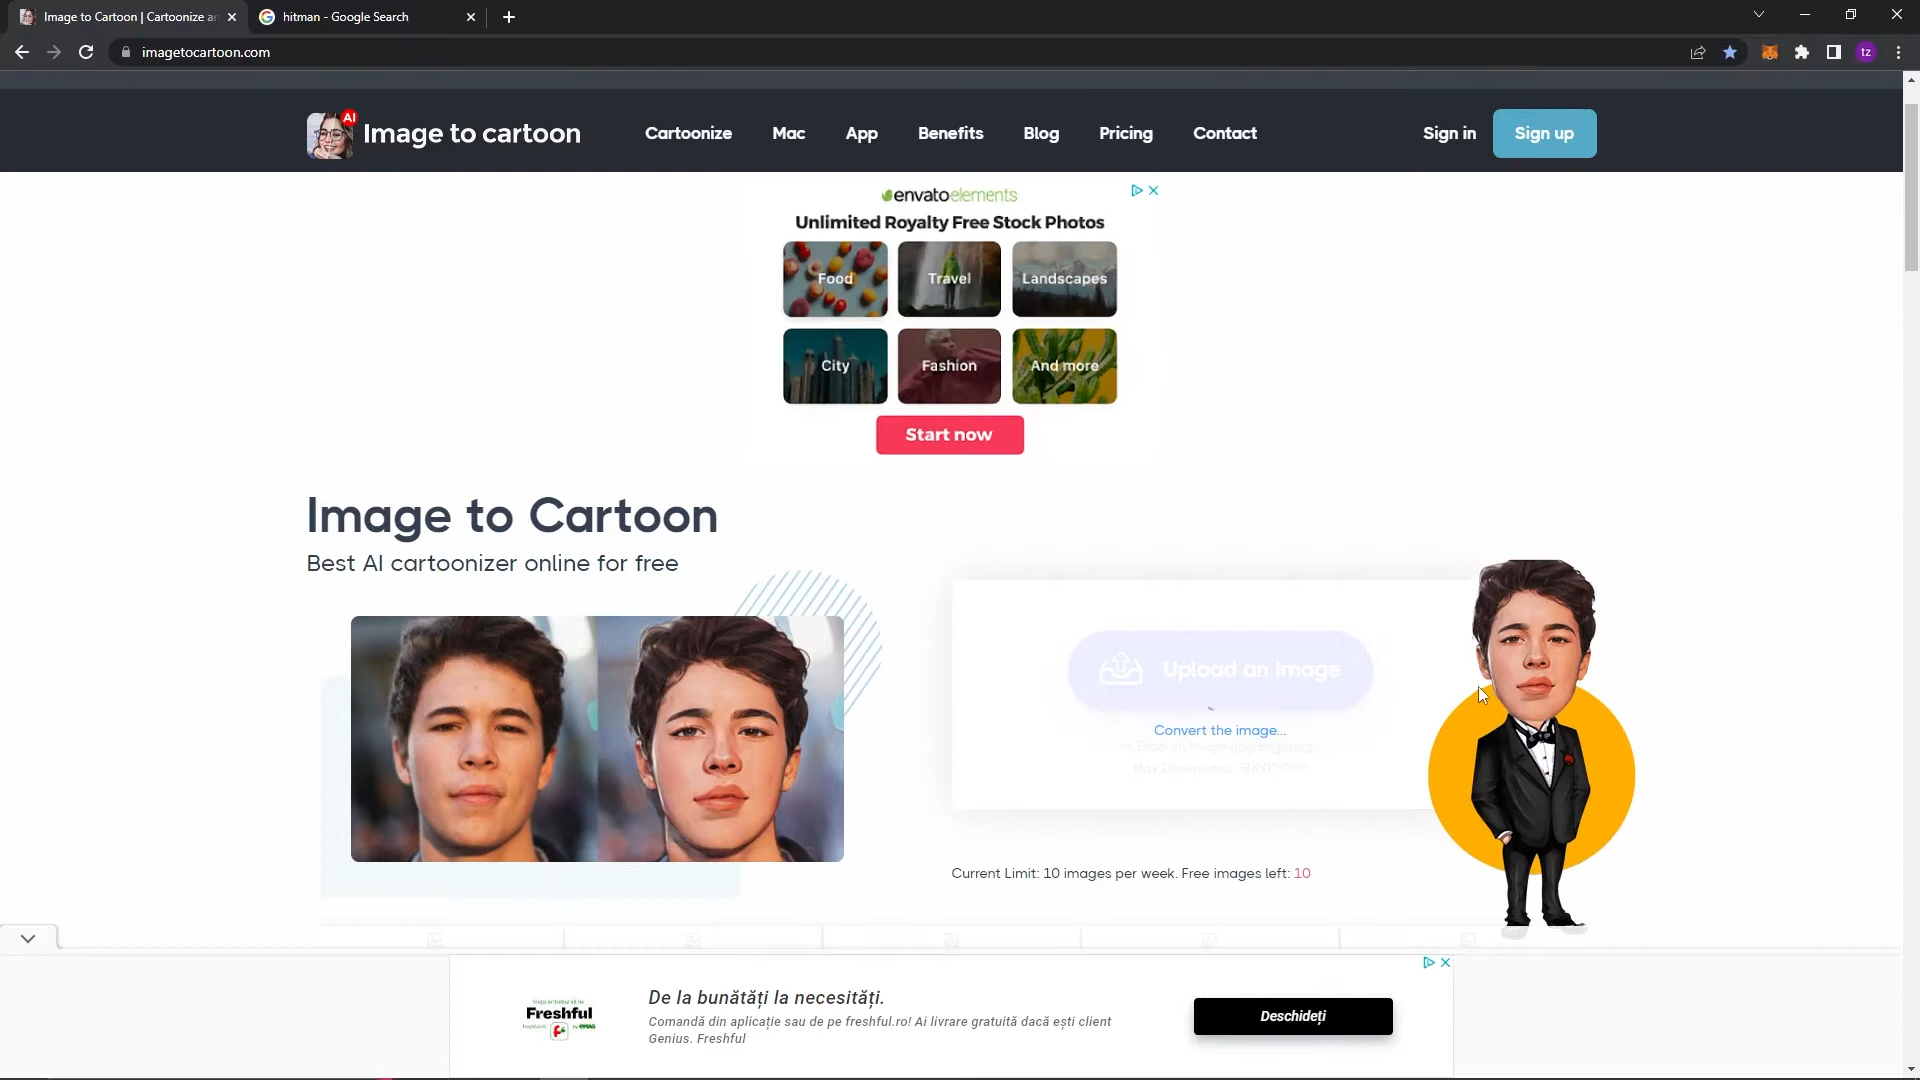 Image to Cartoon | Cartoonize an
hitman - Google Search
imagetocartoon.com
tz
AI
Image to cartoon
Cartoonize
Mac
App
Benefits
Blog
Pricing
Contact
Sign in
Sign up
envatoelements
Unlimited Royalty Free Stock Photos
Food
Travel
Landscapes
City
Fashion
And more
Start now
Image to Cartoon
Best AI cartoonizer online for free
Upload an Image
Convert the image...
Current Limit: 10 images per week. Free images left: 10
Freshful
by eMAG
De la bunătăți la necesități.
Comandă din aplicație sau de pe freshful.ro! Ai livrare gratuită dacă ești client
Genius. Freshful
Deschideți